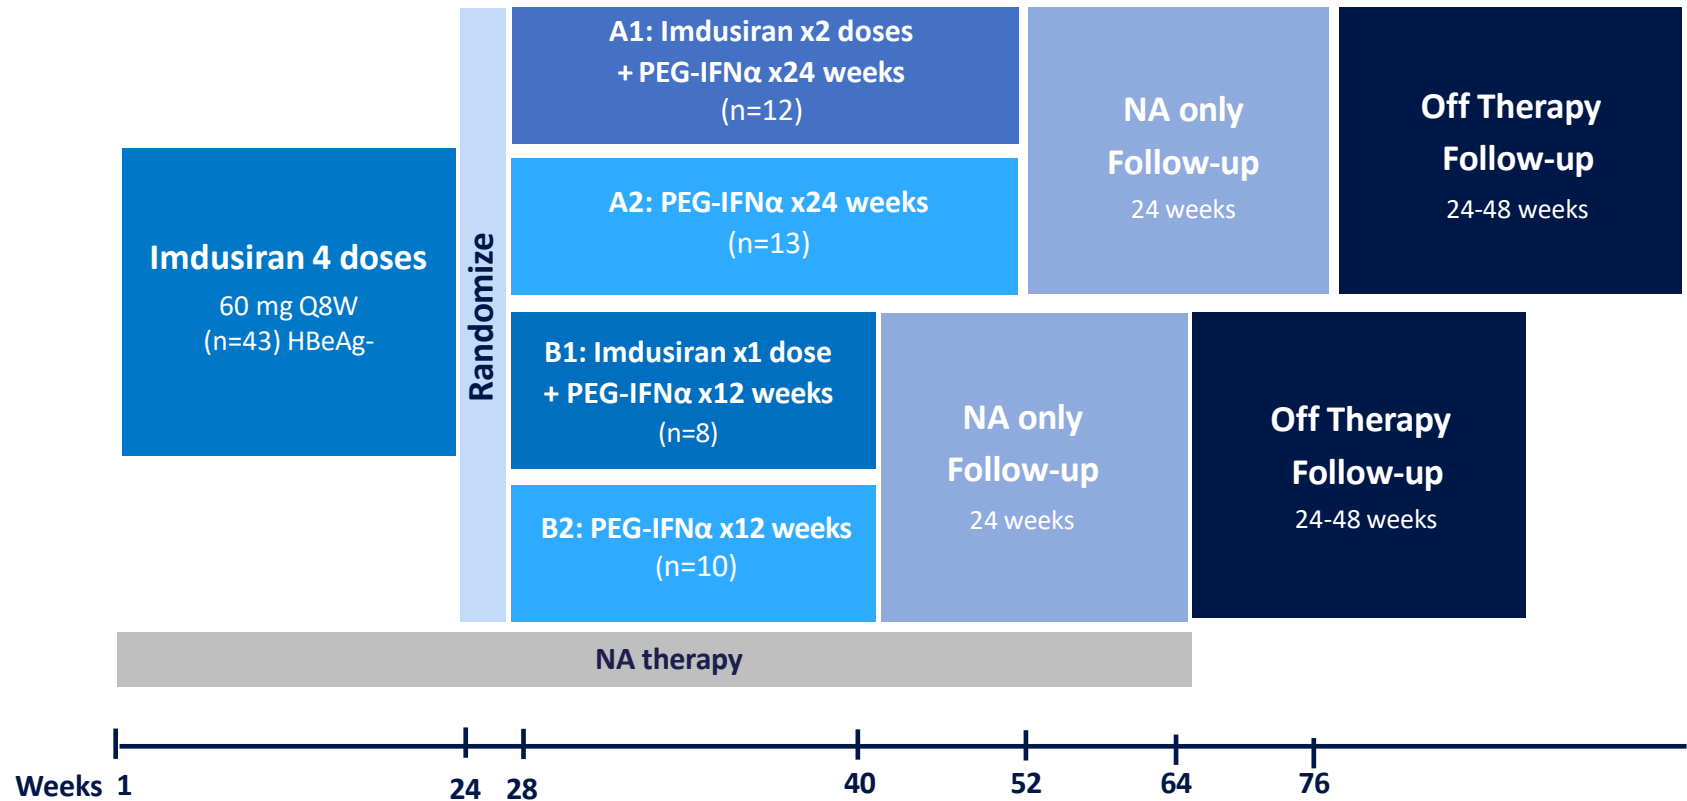 Imdusiran 4 doses
60 mg Q8W
(n=43) HBeAg-
Randomize
A1: Imdusiran x2 doses
+ PEG-IFNα x24 weeks
(n=12)
A2: PEG-IFNα x24 weeks
(n=13)
NA only
Follow-up
24 weeks
Off Therapy
Follow-up
24-48 weeks
B1: Imdusiran x1 dose
+ PEG-IFNα x12 weeks
(n=8)
B2: PEG-IFNα x12 weeks
(n=10)
NA only
Follow-up
24 weeks
Off Therapy
Follow-up
24-48 weeks
NA therapy
Weeks 1 24 28 40 52 64 76